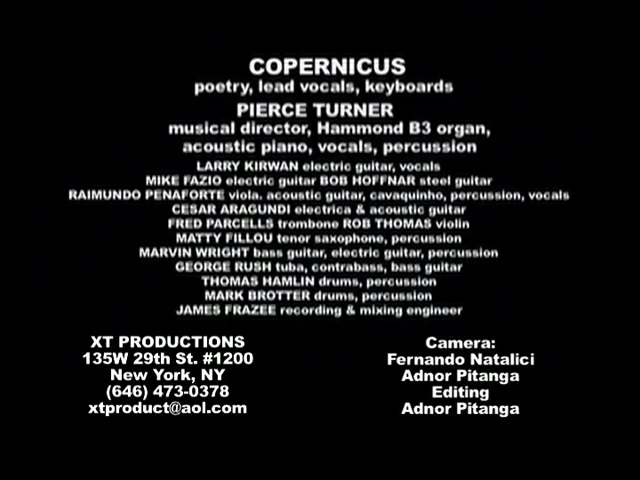 COPERNICUS
poetry, lead vocals, keyboards
PIERCE TURNER
musical director, Hammond B3 organ,
acoustic piano, vocals, percussion
LARRY KIRWAN electric guitar, vocals
MIKE FAZIO electric guitar BOB HOFFNAR steel guitar
RAIMUNDO PENAFORTE viola. acoustic guitar, cavaquinho, percussion, vocals
CESAR ARAGUNDI electrica & acoustic guitar
FRED PARCELLS trombone ROB THOMAS violin
MATTY FILLOU tenor saxophone, percussion
MARVIN WRIGHT bass guitar, electric guitar, percussion
GEORGE RUSH tuba, contrabass, bass guitar
THOMAS HAMLIN drums, percussion
MARK BROTTER drums, percussion
JAMES FRAZEE recording & mixing engineer
XT PRODUCTIONS
135W 29th St. #1200
New York, NY
(646) 473-0378
xtproduct@aol.com
Camera:
Fernando Natalici
Adnor Pitanga
Editing
Adnor Pitanga